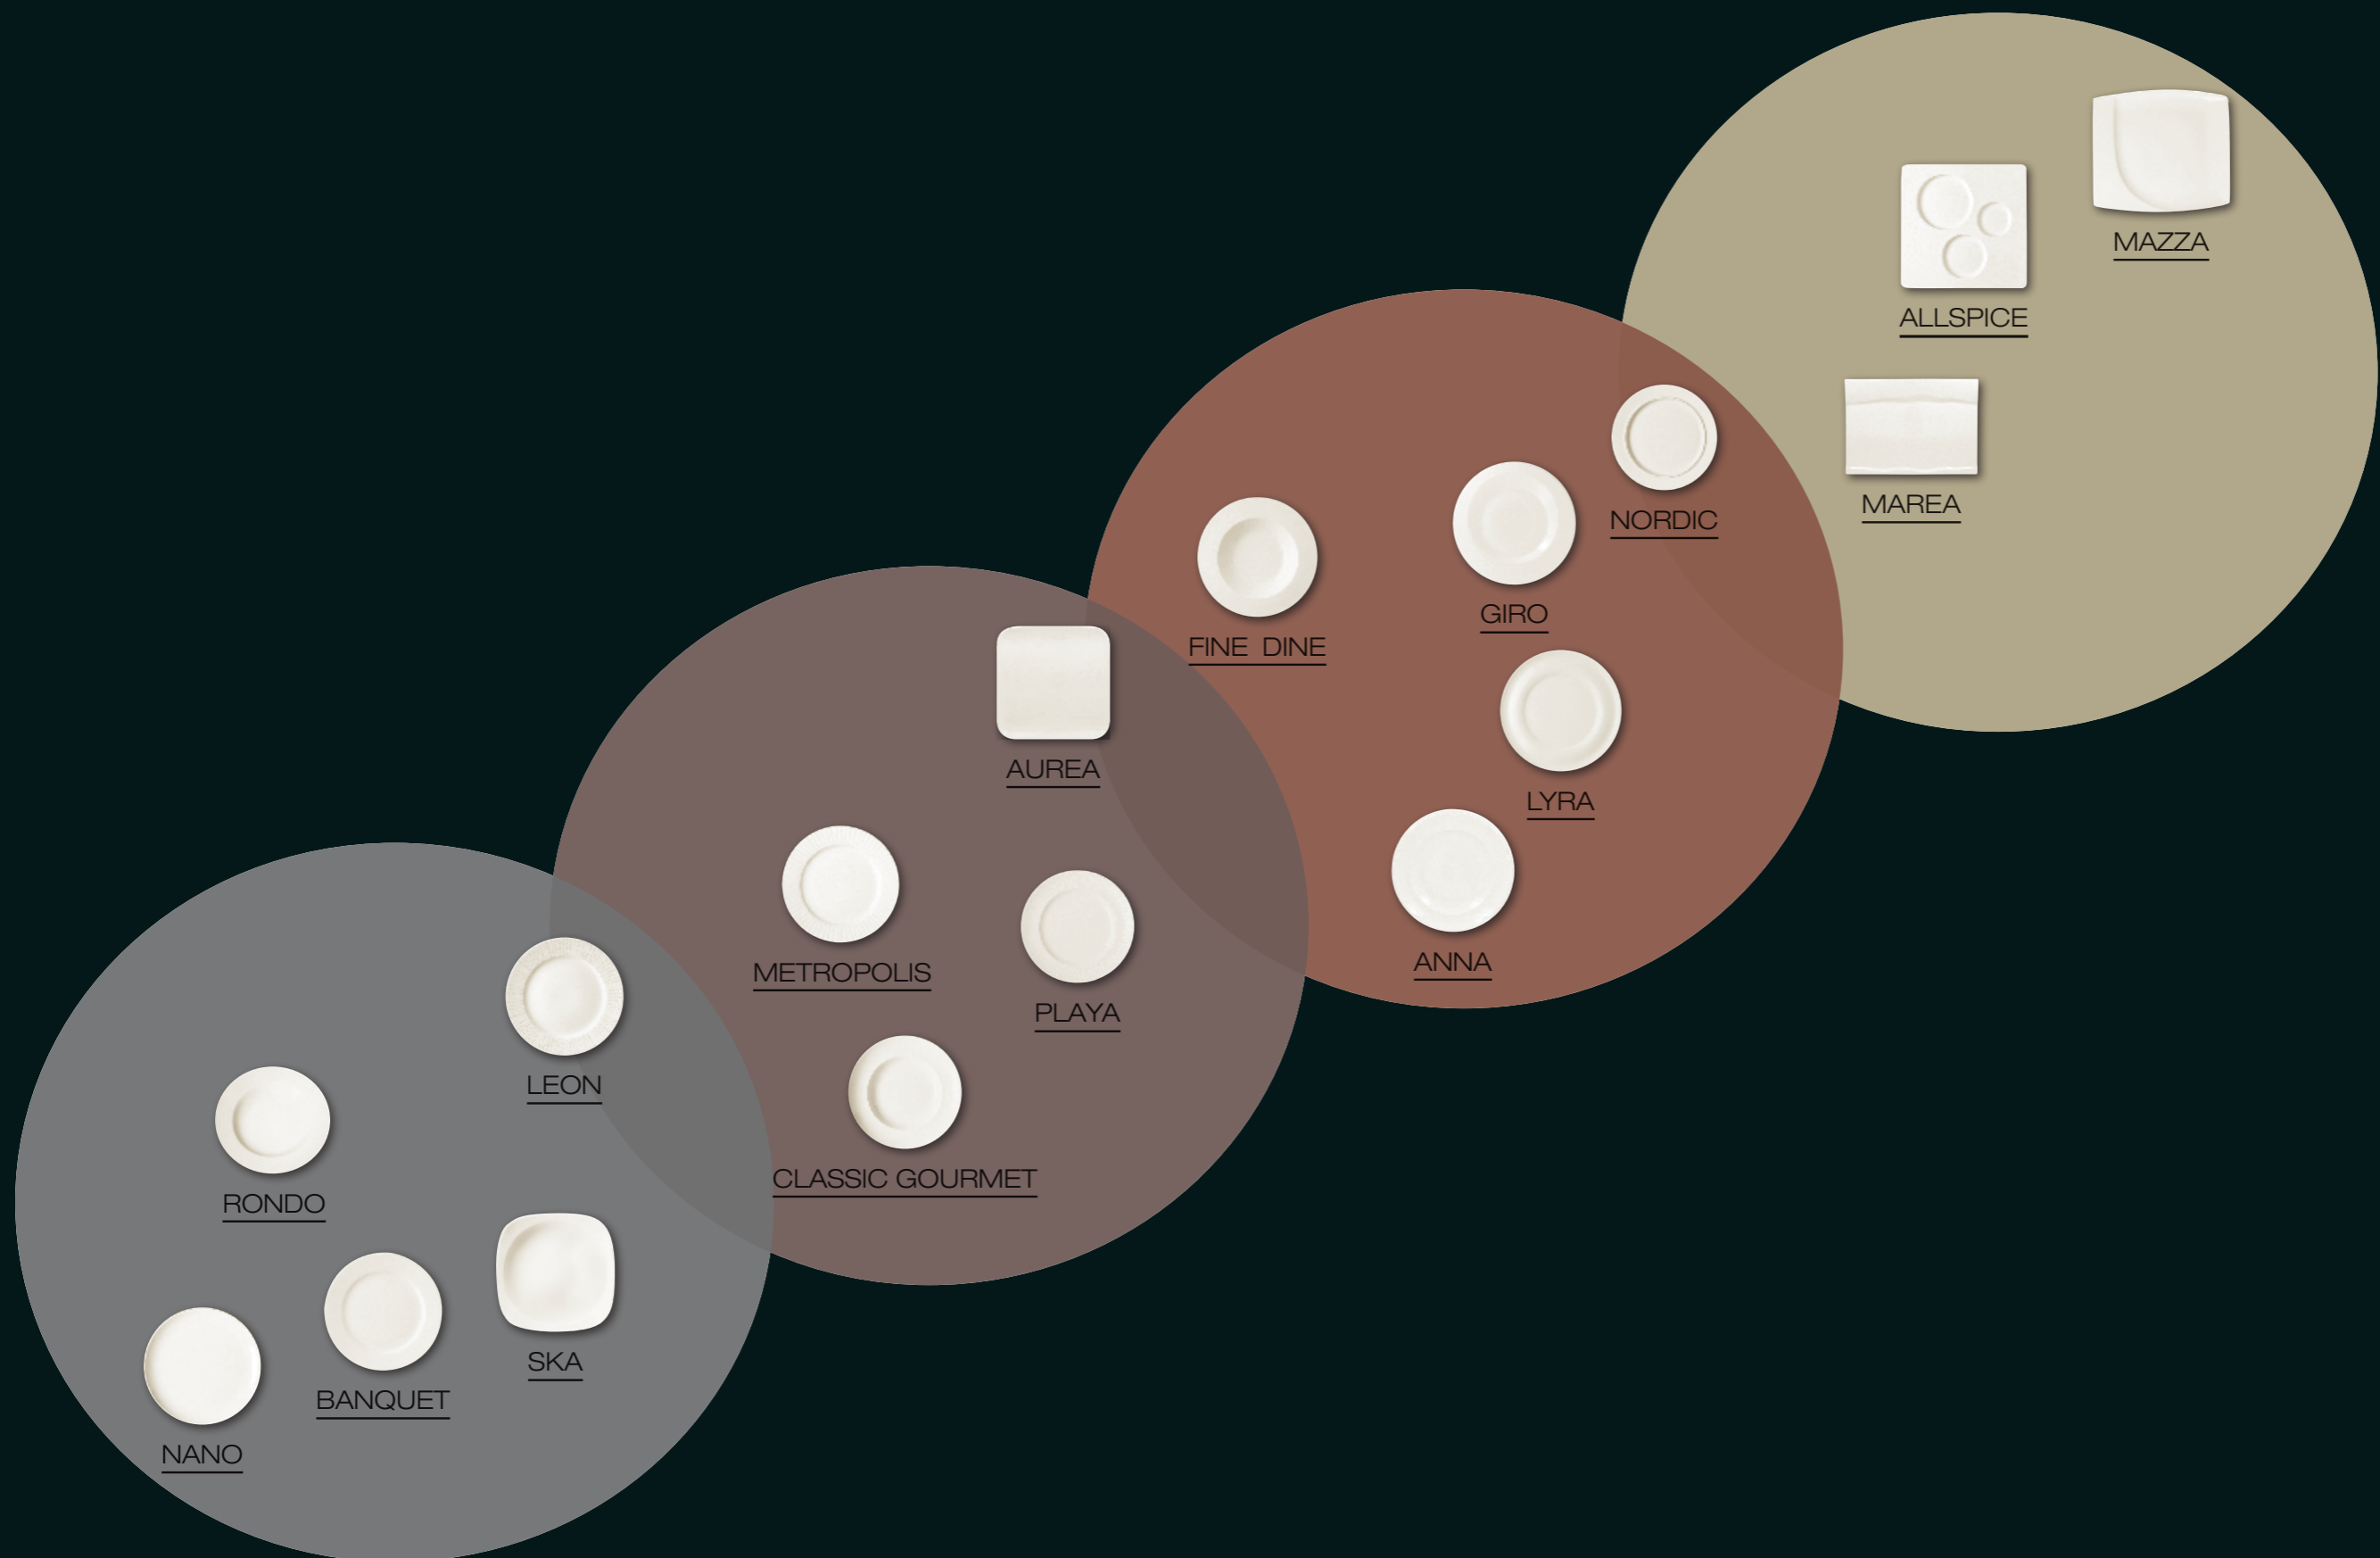 MAZZA
ALLSPICE
MAREA
NORDIC
GIRO
FINE DINE
LYRA
AUREA
ANNA
METROPOLIS
PLAYA
LEON
CLASSIC GOURMET
RONDO
SKA
BANQUET
NANO